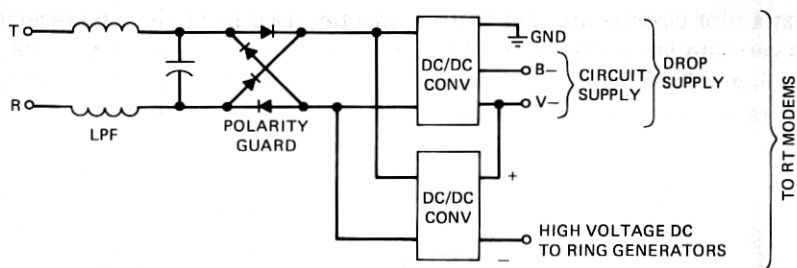 T
R
LPF
POLARITY
GUARD
DC/DC
CONV
GND
B–
V–
CIRCUIT
SUPPLY
DROP
SUPPLY
DC/DC
CONV
+
–
HIGH VOLTAGE DC
TO RING GENERATORS
TO RT MODEMS